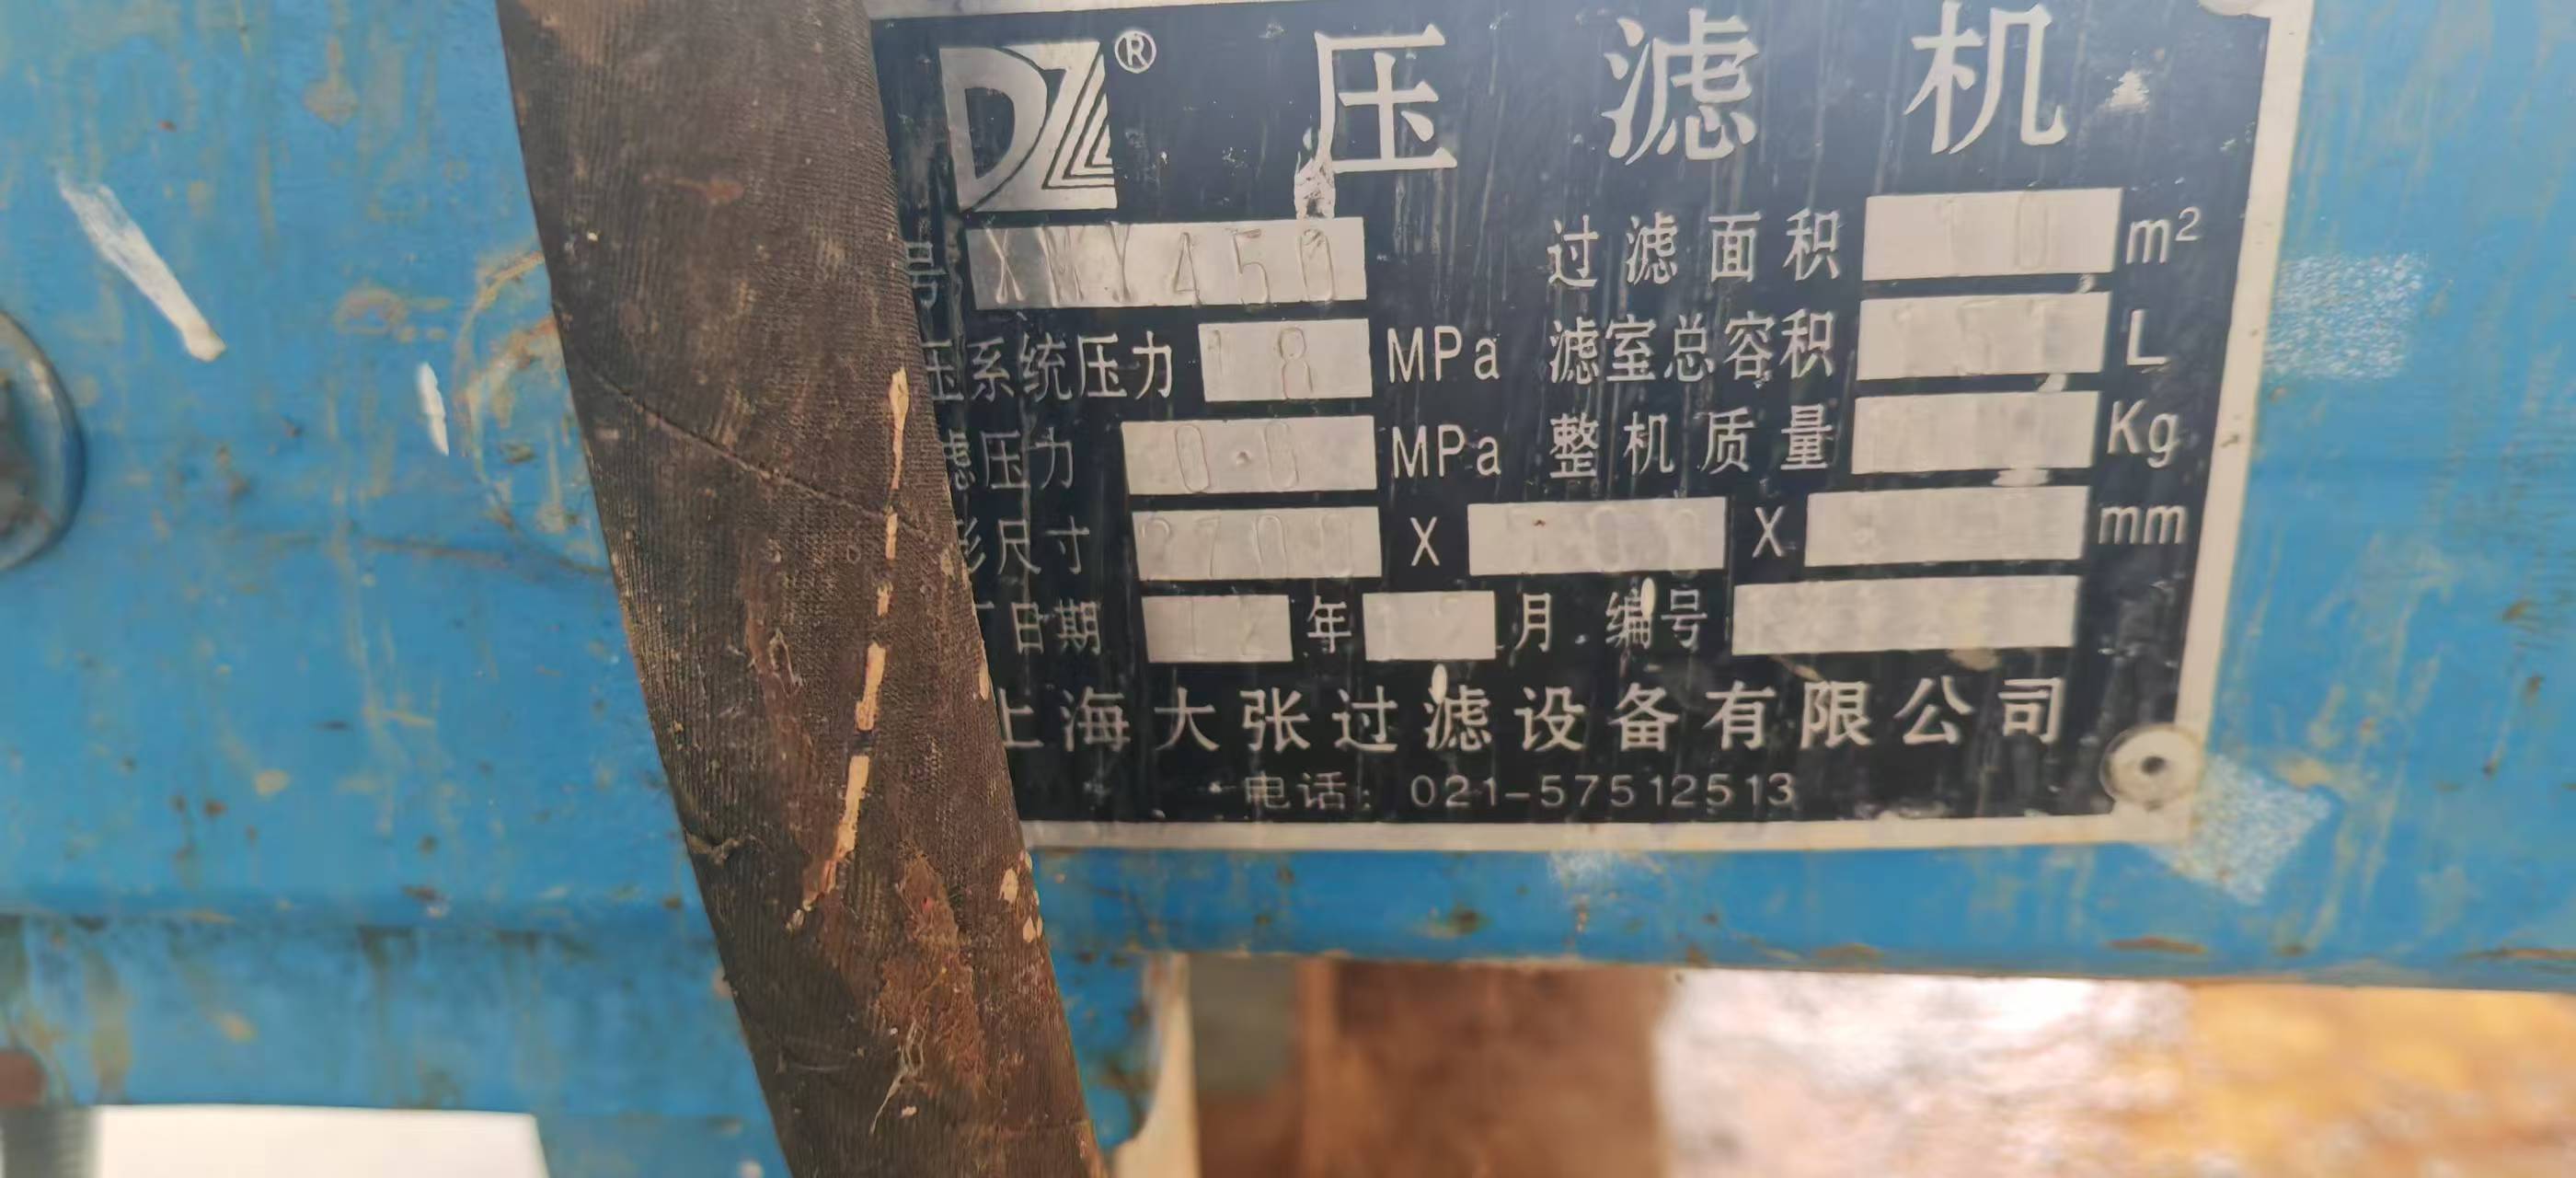 DZ® 压滤机
号 XMY450 过滤面积 10 m²
压系统压力 18 MPa 滤室总容积 L
滤压力 MPa 整机质量 Kg
形尺寸 2700 X X mm
日期 12 年 月 编号
上海大张过滤设备有限公司
电话: 021-57512513